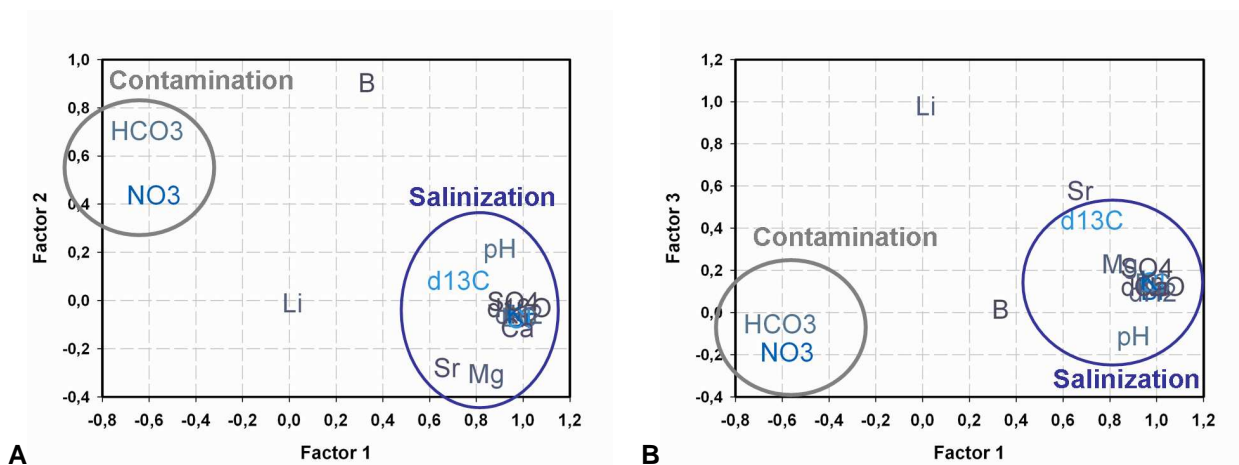 1,0
0,8
0,6
0,4
0,2
0,0
-0,2
-0,4
Factor 2
Contamination
B
HCO3
NO3
Salinization
pH
d13C
Li
SO4
Ca
Sr Mg
-0,8 -0,6 -0,4 -0,2 0,0 0,2 0,4 0,6 0,8 1,0 1,2
Factor 1
A
1,2
1,0
0,8
0,6
0,4
0,2
0,0
-0,2
-0,4
Factor 3
Li
Sr
d13C
Contamination
Mg
SO4
B
HCO3
pH
NO3
Salinization
-0,8 -0,6 -0,4 -0,2 0,0 0,2 0,4 0,6 0,8 1,0 1,2
Factor 1
B